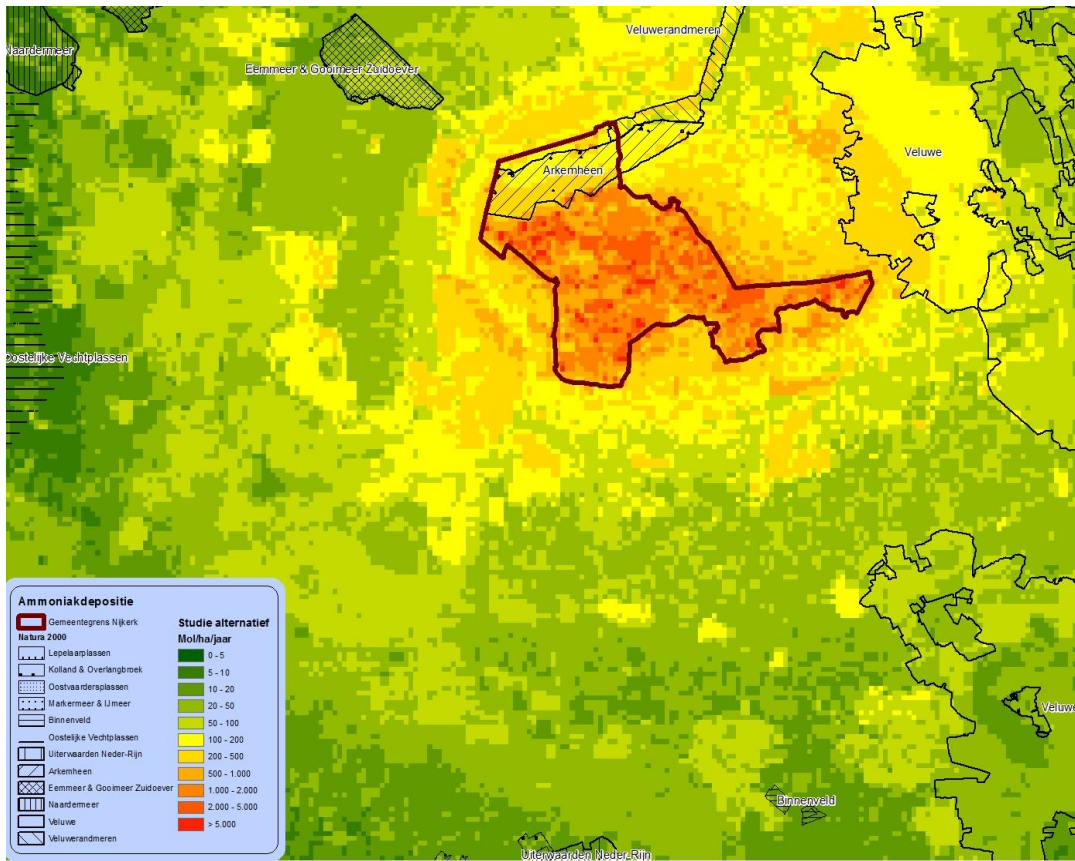 Veluwerandmeren
Naardermeer
Eemmeer & Gooimeer Zuidoever
Veluwe
Arkemheen
Oostelijke Vechtplassen
Ammoniakdepositie
Gemeentegrens Nijkerk
Natura 2000
Lepelaarplassen
Kolland & Overlangbroek
Oostvaardersplassen
Markermeer & IJmeer
Binnenveld
Oostelijke Vechtplassen
Uiterwaarden Neder-Rijn
Arkemheen
Eemmeer & Gooimeer Zuidoever
Naardermeer
Veluwe
Veluwerandmeren
Studie alternatief
Mol/ha/jaar
0 - 5
5 - 10
10 - 20
20 - 50
50 - 100
100 - 200
200 - 500
500 - 1.000
1.000 - 2.000
2.000 - 5.000
> 5.000
Veluwe
Binnenveld
Uiterwaarden Neder-Rijn